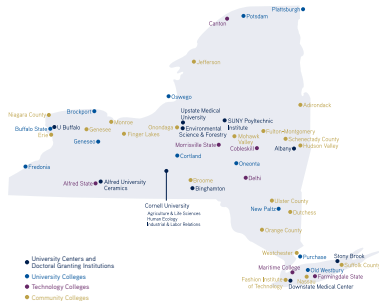 Plattsburgh
Potsdam
Canton
Jefferson
Oswego
Adirondack
Upstate Medical
University
Brockport
Monroe
Niagara County
SUNY Polytechnic
Institute
Buffalo State
U Buffalo
Genesee
Onondaga
Environmental
Science & Forestry
Fulton-Montgomery
Erie
Finger Lakes
Mohawk
Valley
Schenectady County
Geneseo
Morrisville State
Cobleskill
Albany
Hudson Valley
Cortland
Oneonta
Fredonia
Alfred State
Alfred University
Ceramics
Broome
Binghamton
Delhi
Cornell University
Agriculture & Life Sciences
Human Ecology
Industrial & Labor Relations
Ulster County
New Paltz
Dutchess
Orange County
Westchester
Purchase
Stony Brook
Suffolk County
Maritime College
Old Westbury
Farmingdale State
Fashion Institute
of Technology
Nassau
Downstate Medical Center
University Centers and
Doctoral Granting Institutions
University Colleges
Technology Colleges
Community Colleges